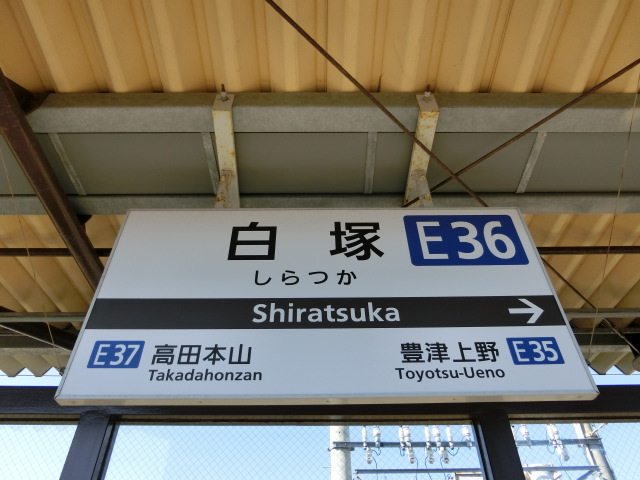 白塚 E36
しらつか
Shiratsuka →
E37 高田本山 豊津上野 E35
Takadahonzan Toyotsu-Ueno